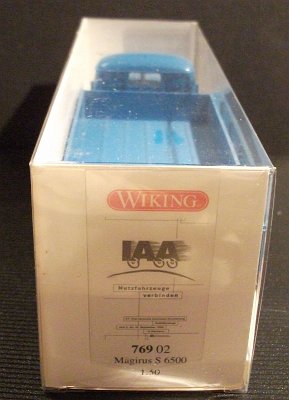 WIKING
IAA
Nutzfahrzeuge
verbinden
769 02
Magirus S 6500
1:50